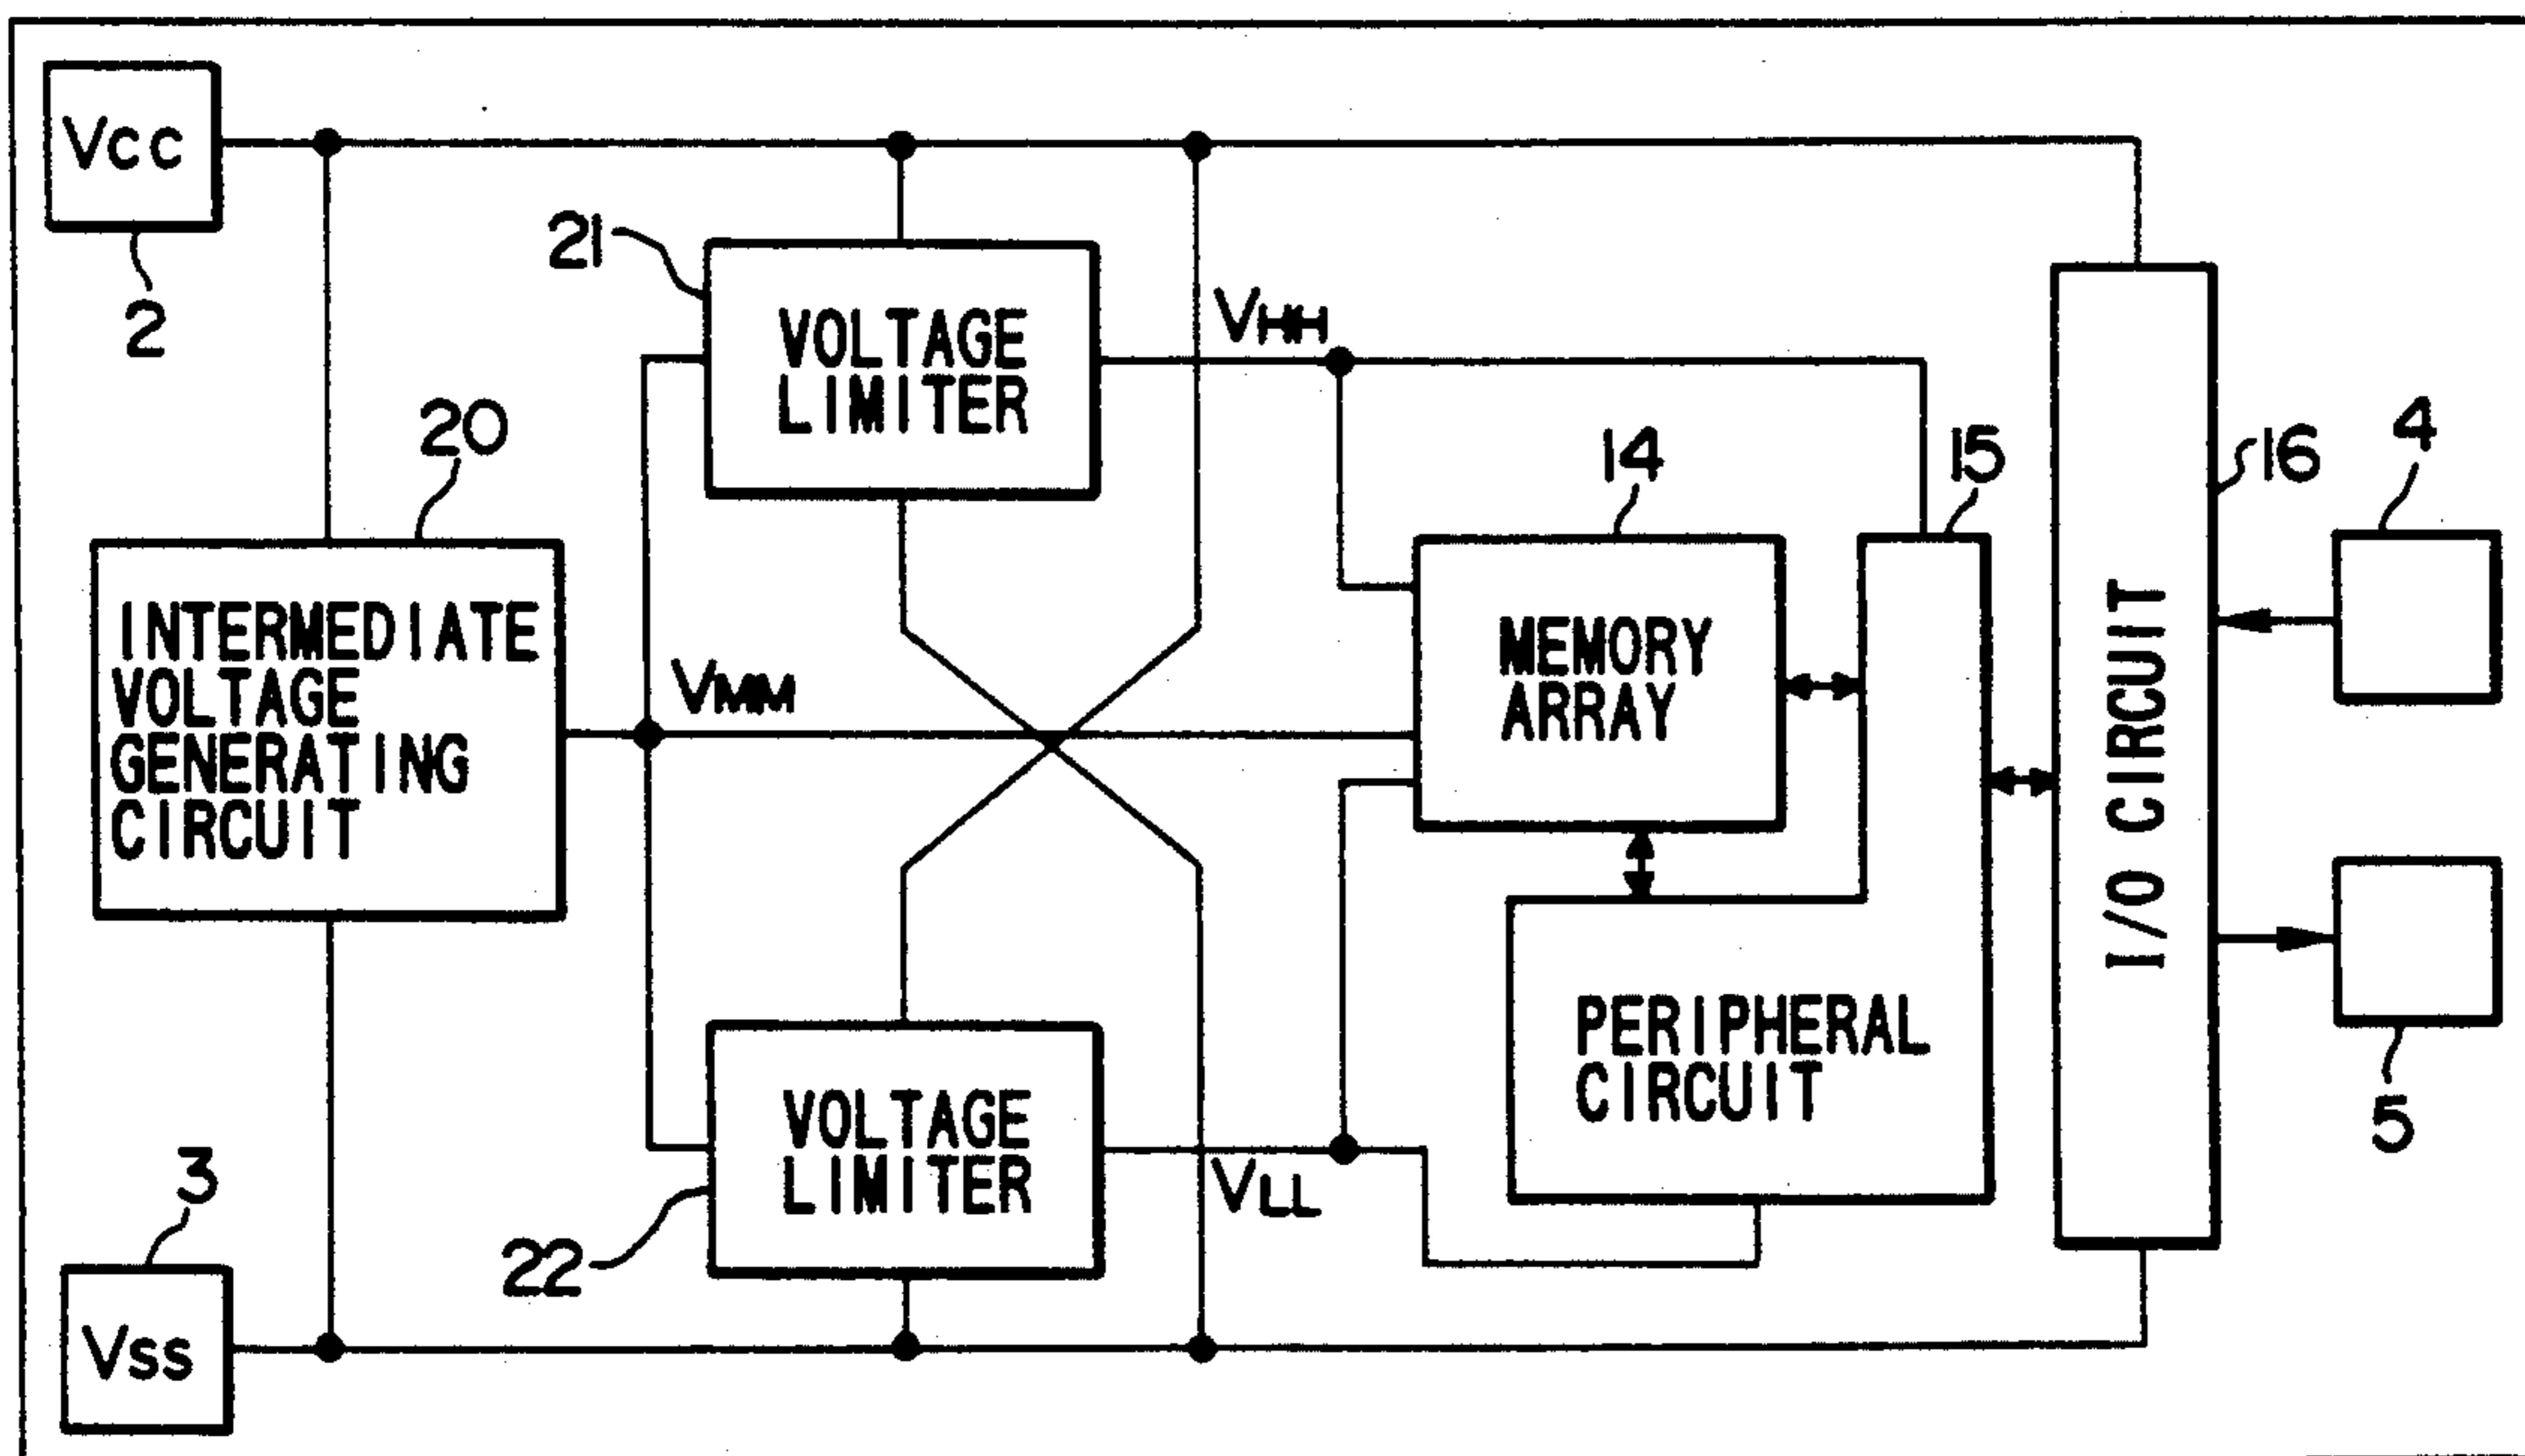 Vcc
2
21
VOLTAGE
LIMITER
VHH
20
INTERMEDIATE
VOLTAGE
GENERATING
CIRCUIT
VMM
14
MEMORY
ARRAY
15
16
4
I/O CIRCUIT
PERIPHERAL
CIRCUIT
5
VOLTAGE
LIMITER
22
VLL
3
Vss